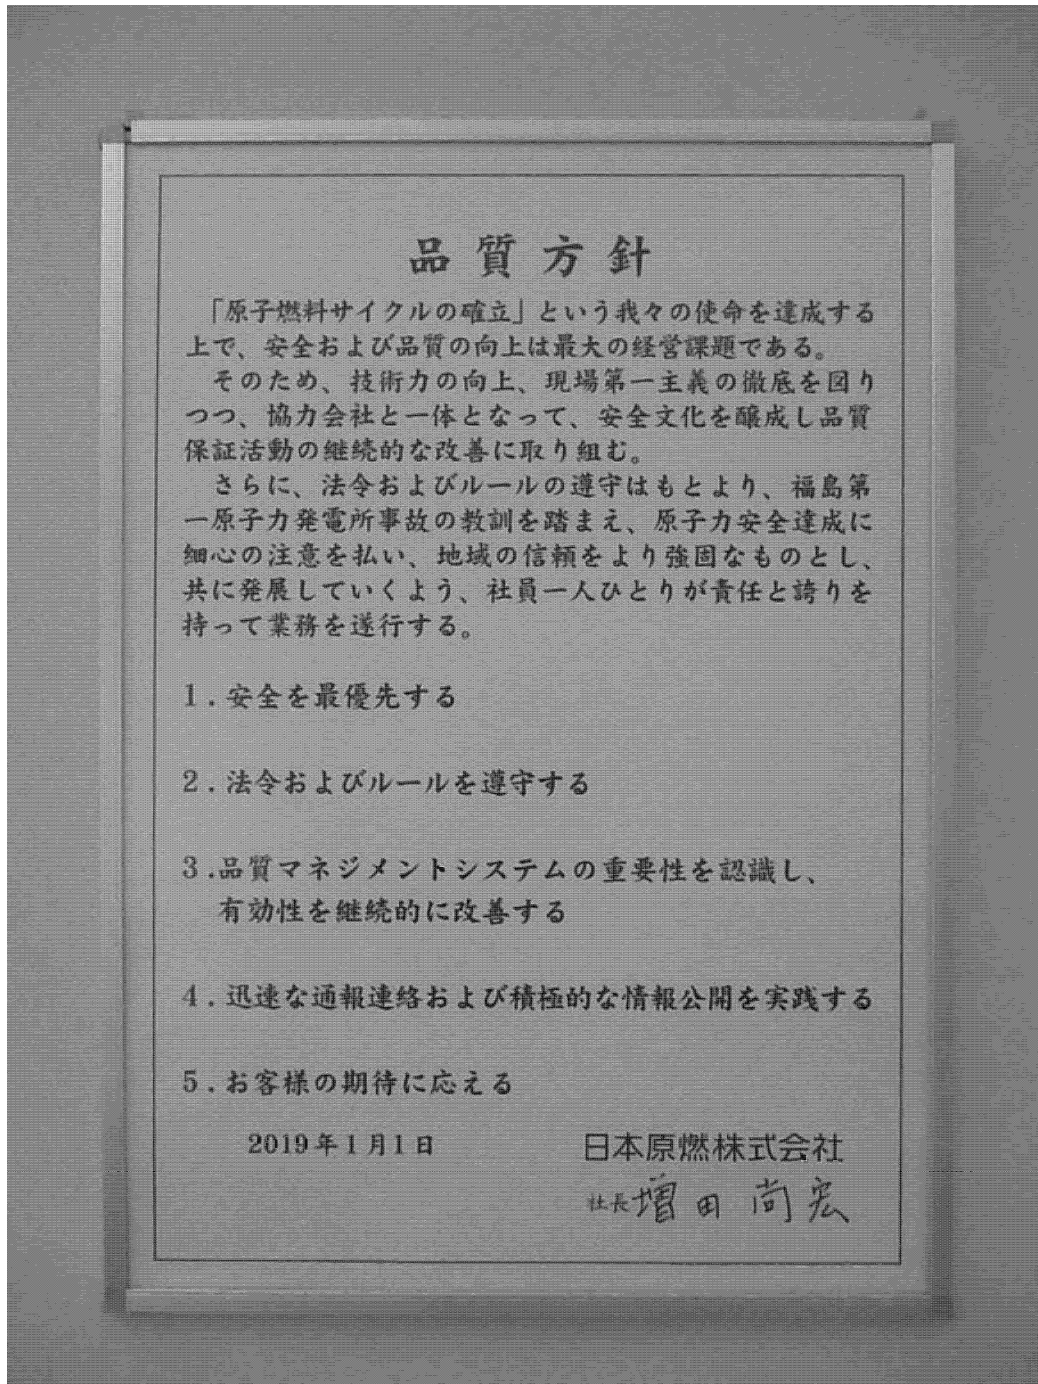 品質方針
「原子燃料サイクルの確立」という我々の使命を達成する
上で、安全および品質の向上は最大の経営課題である。
そのため、技術力の向上、現場第一主義の徹底を図り
つつ、協力会社と一体となって、安全文化を醸成し品質
保証活動の継続的な改善に取り組む。
さらに、法令およびルールの遵守はもとより、福島第
一原子力発電所事故の教訓を踏まえ、原子力安全達成に
細心の注意を払い、地域の信頼をより強固なものとし、
共に発展していくよう、社員一人ひとりが責任と誇りを
持って業務を遂行する。
1.安全を最優先する
2.法令およびルールを遵守する
3.品質マネジメントシステムの重要性を認識し、
有効性を継続的に改善する
4.迅速な通報連絡および積極的な情報公開を実践する
5.お客様の期待に応える
2019年1月1日
日本原燃株式会社
社長 増田 尚宏